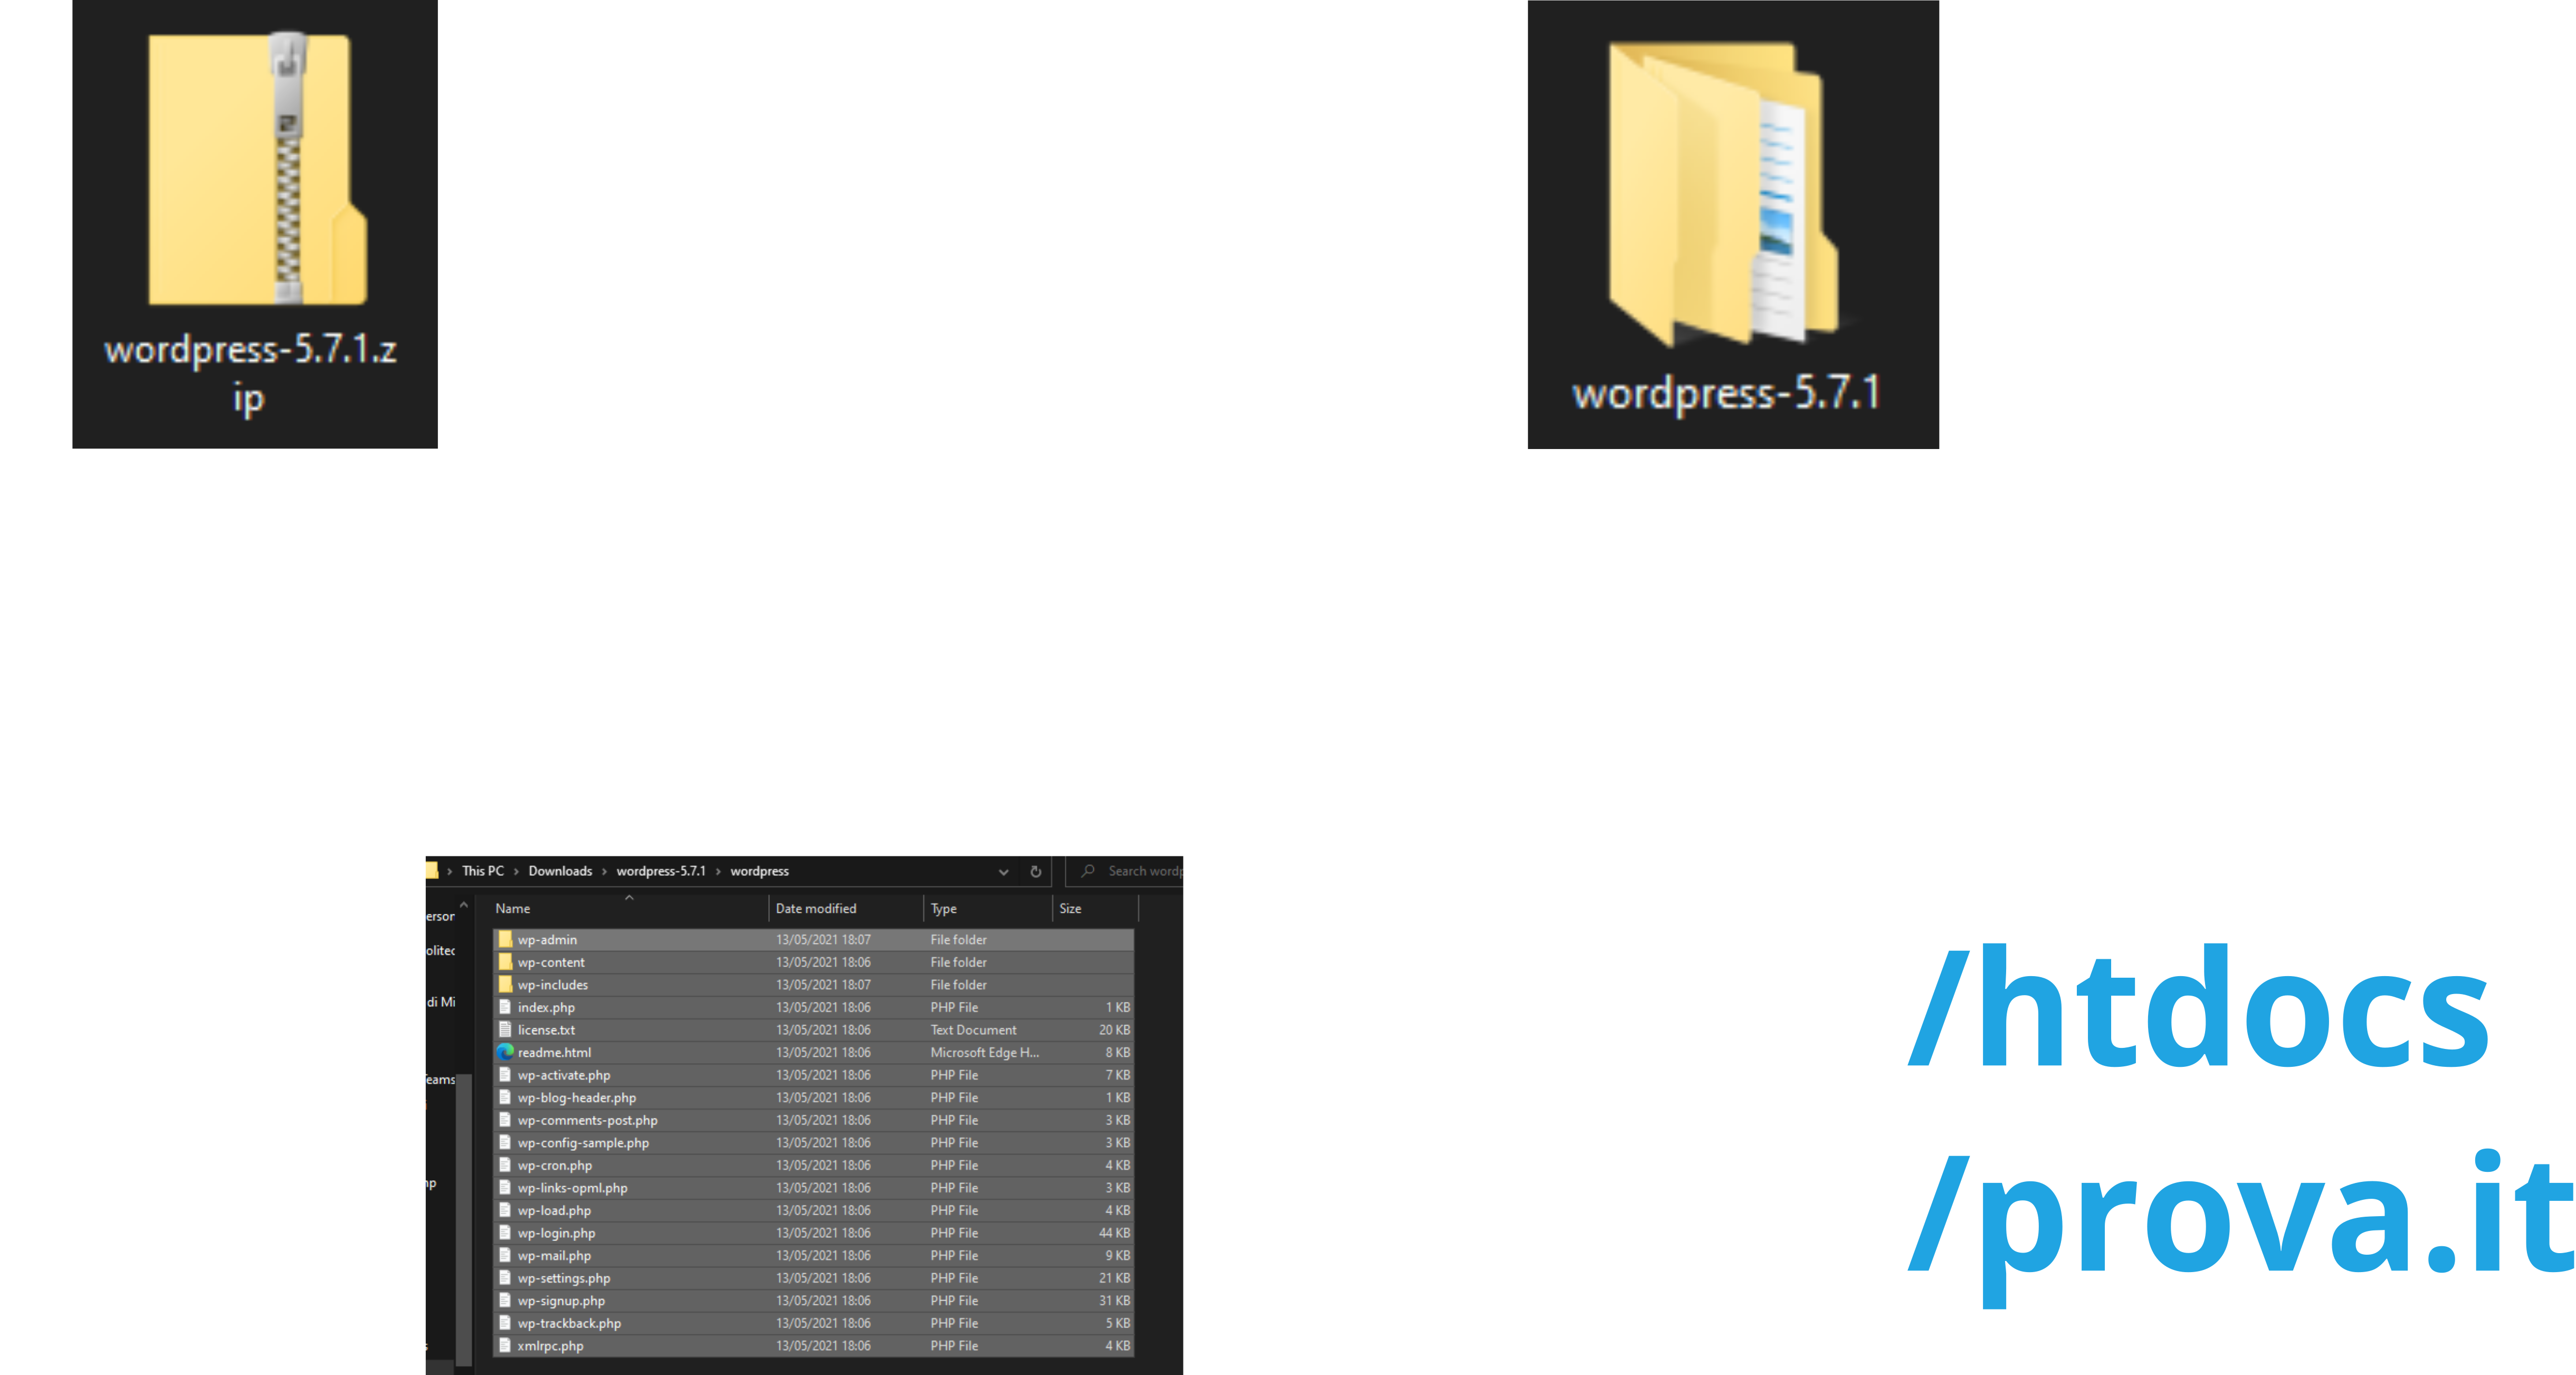 wordpress-5.7.1.z
ip
wordpress-5.7.1
This PC > Downloads > wordpress-5.7.1 > wordpress
Search wordp
Name Date modified Type Size
wp-admin 13/05/2021 18:07 File folder
wp-content 13/05/2021 18:06 File folder
wp-includes 13/05/2021 18:07 File folder
index.php 13/05/2021 18:06 PHP File 1 KB
license.txt 13/05/2021 18:06 Text Document 20 KB
readme.html 13/05/2021 18:06 Microsoft Edge H... 8 KB
wp-activate.php 13/05/2021 18:06 PHP File 7 KB
wp-blog-header.php 13/05/2021 18:06 PHP File 1 KB
wp-comments-post.php 13/05/2021 18:06 PHP File 3 KB
wp-config-sample.php 13/05/2021 18:06 PHP File 3 KB
wp-cron.php 13/05/2021 18:06 PHP File 4 KB
wp-links-opml.php 13/05/2021 18:06 PHP File 3 KB
wp-load.php 13/05/2021 18:06 PHP File 4 KB
wp-login.php 13/05/2021 18:06 PHP File 44 KB
wp-mail.php 13/05/2021 18:06 PHP File 9 KB
wp-settings.php 13/05/2021 18:06 PHP File 21 KB
wp-signup.php 13/05/2021 18:06 PHP File 31 KB
wp-trackback.php 13/05/2021 18:06 PHP File 5 KB
xmlrpc.php 13/05/2021 18:06 PHP File 4 KB
erson
olitec
di Mi
eams
np
/htdocs
/prova.it